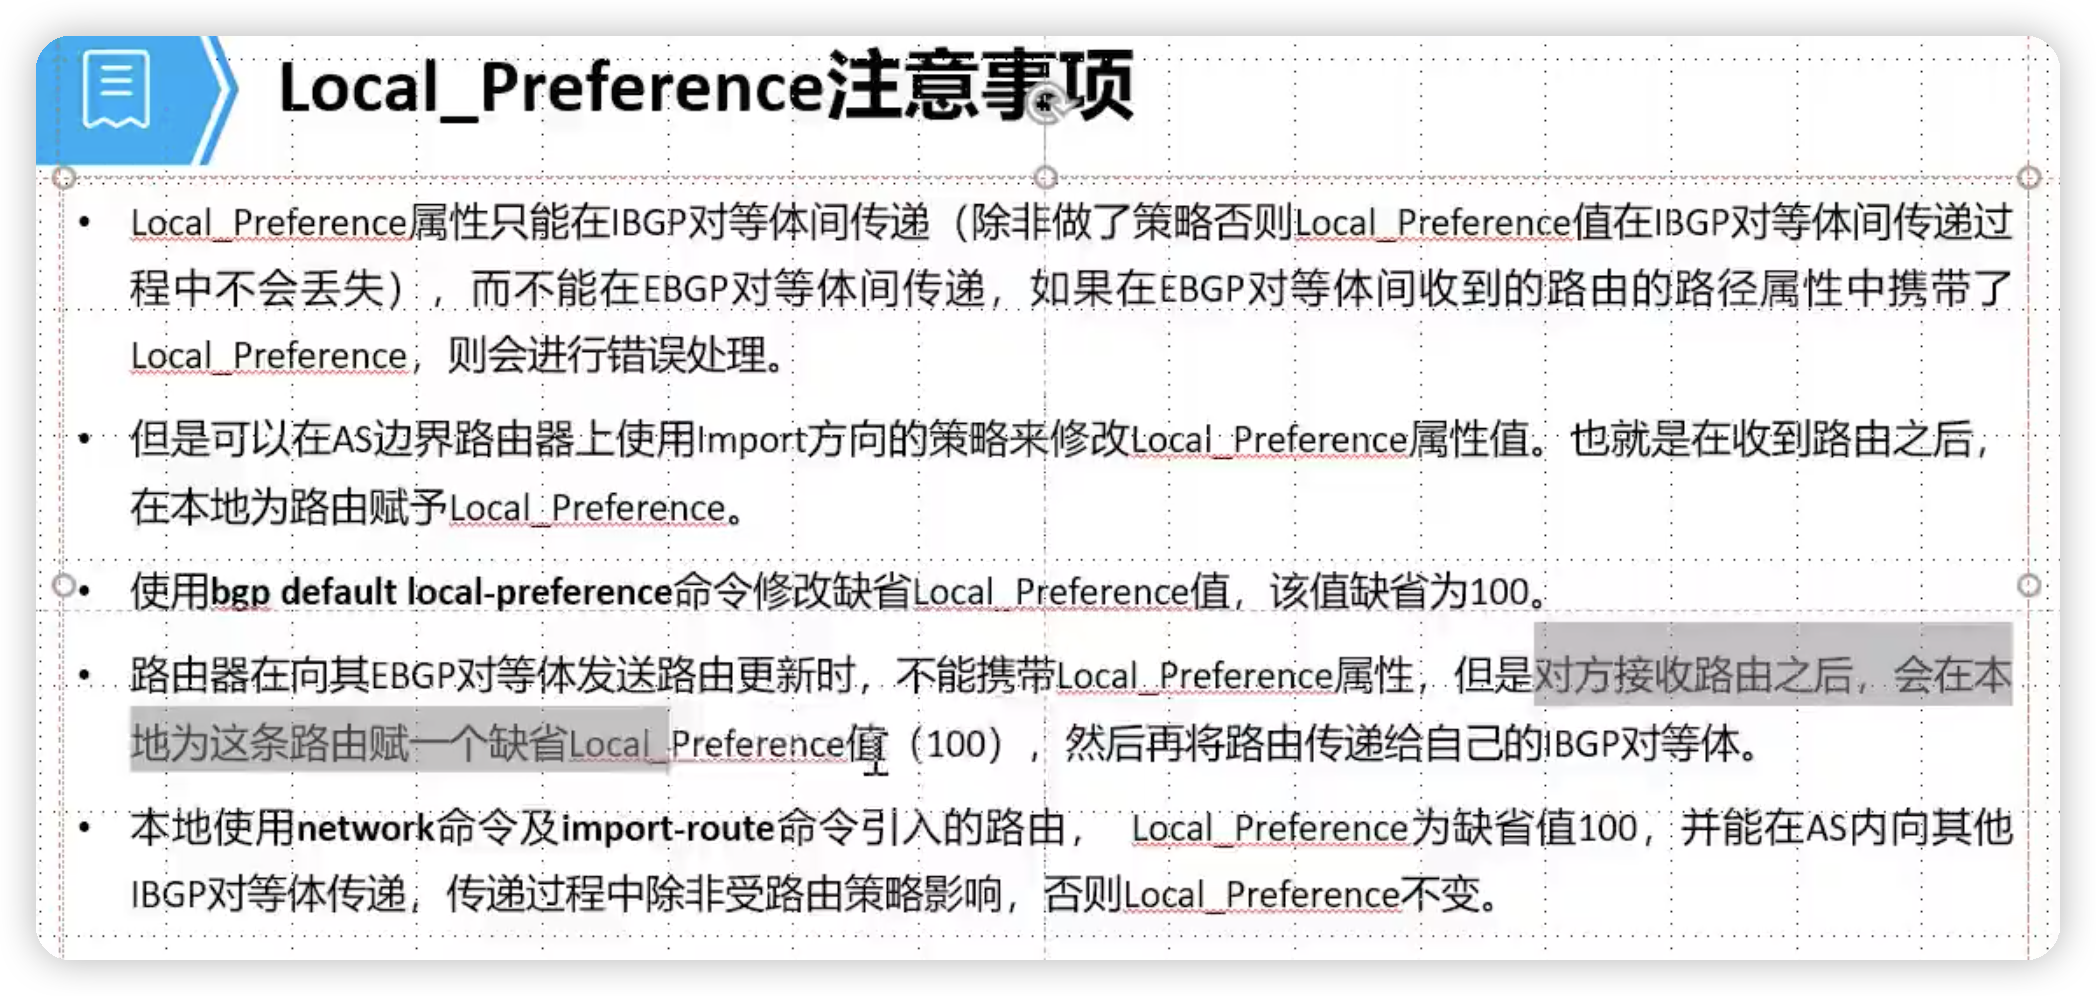 Local_Preference注意事项
• Local_Preference属性只能在IBGP对等体间传递（除非做了策略否则Local_Preference值在IBGP对等体间传递过
程中不会丢失），而不能在EBGP对等体间传递，如果在EBGP对等体间收到的路由的路径属性中携带了
Local_Preference，则会进行错误处理。
• 但是可以在AS边界路由器上使用Import方向的策略来修改Local_Preference属性值。也就是在收到路由之后，
在本地为路由赋予Local_Preference。
• 使用bgp default local-preference命令修改缺省Local_Preference值，该值缺省为100。
• 路由器在向其EBGP对等体发送路由更新时，不能携带Local_Preference属性，但是对方接收路由之后，会在本
地为这条路由赋一个缺省Local_Preference值（100），然后再将路由传递给自己的IBGP对等体。
• 本地使用network命令及import-route命令引入的路由， Local_Preference为缺省值100，并能在AS内向其他
IBGP对等体传递，传递过程中除非受路由策略影响，否则Local_Preference不变。